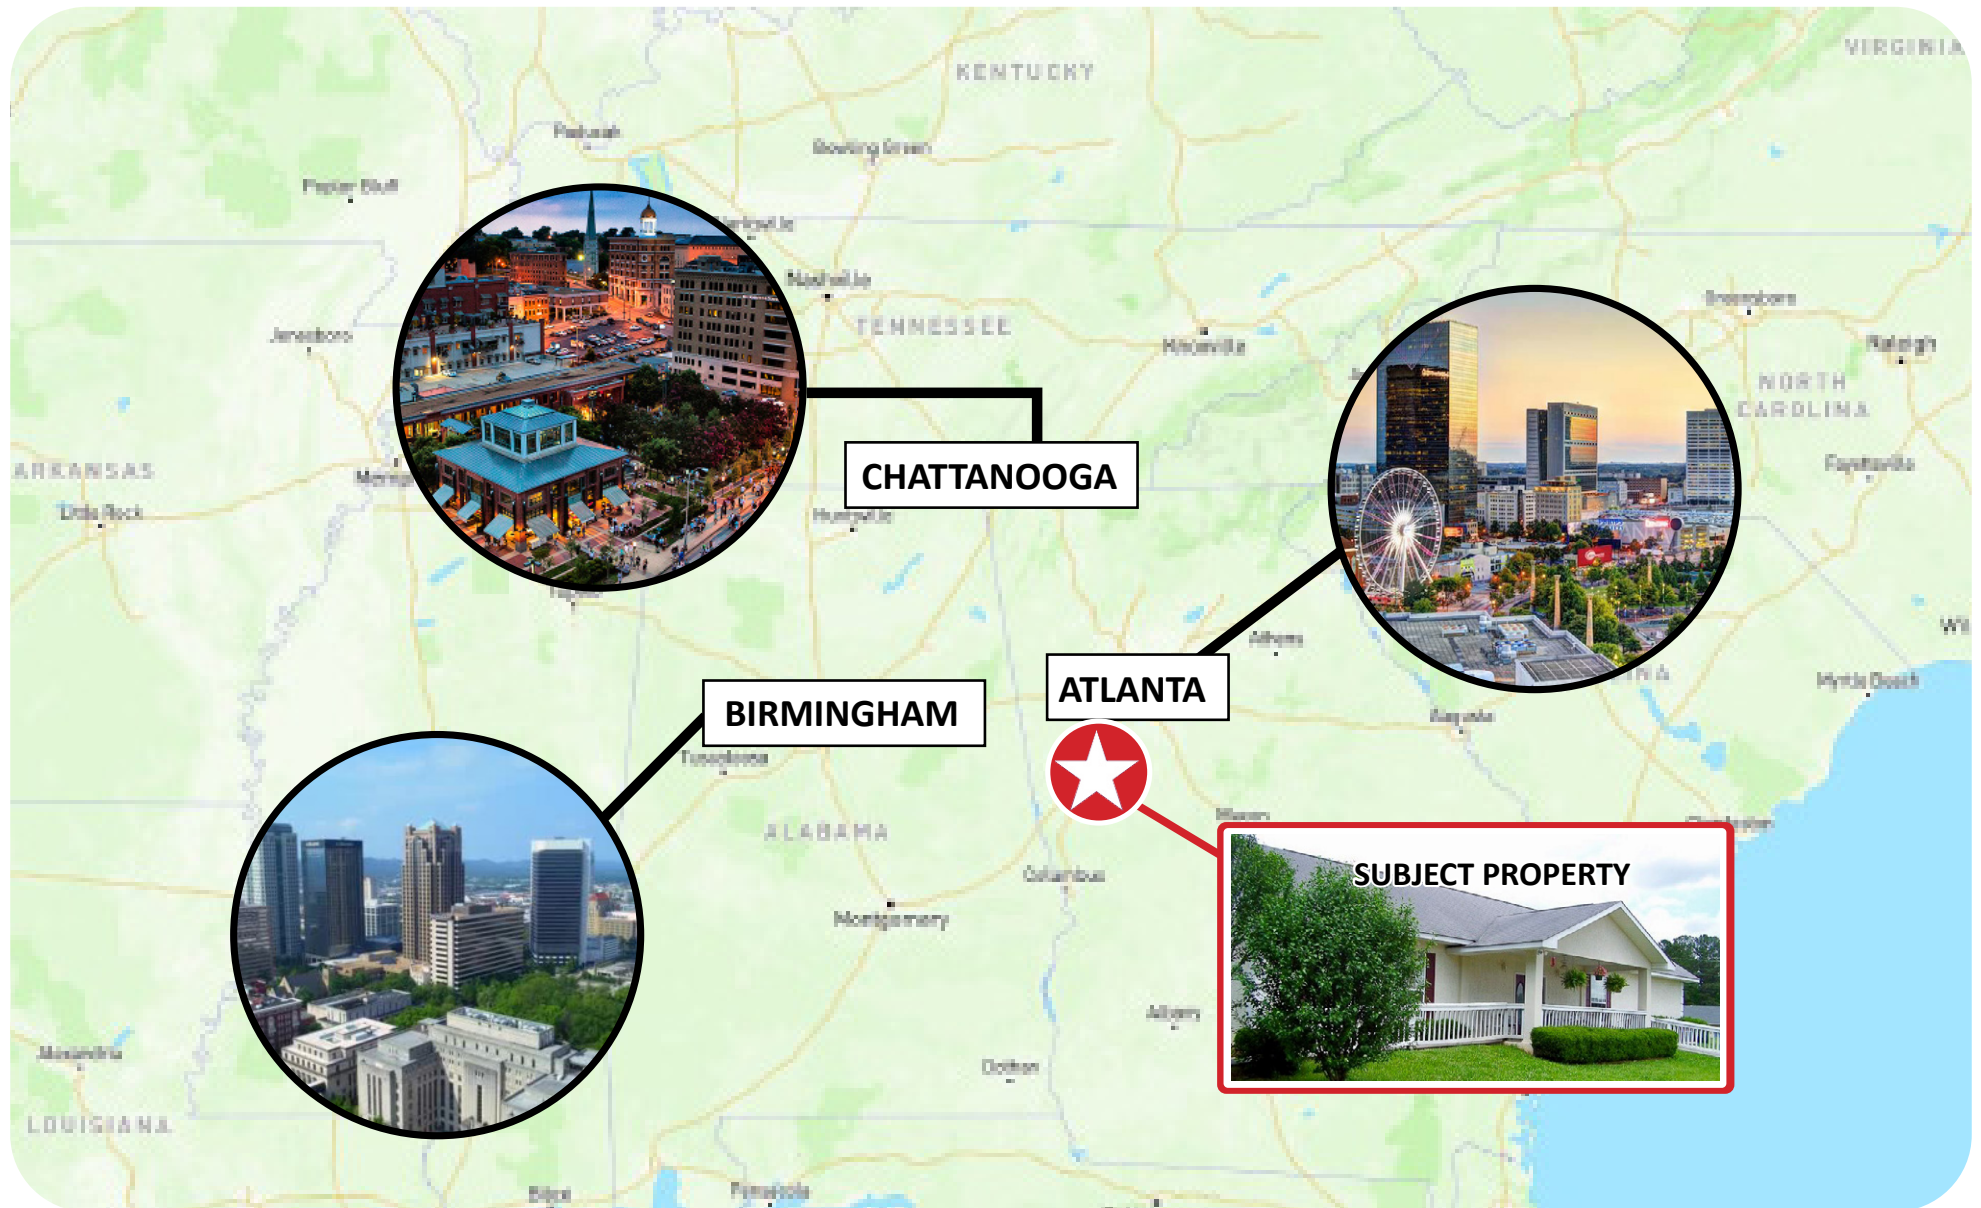 VIRGINIA
KENTUCKY
Paducah
Bowling Green
Poplar Bluff
Nashville
Greensboro
TENNESSEE
Jonesboro
Knoxville
Raleigh
NORTH
CAROLINA
ARKANSAS
CHATTANOOGA
Fayetteville
Little Rock
Huntsville
Athens
ATLANTA
BIRMINGHAM
Myrtle Beach
Augusta
Tuscaloosa
Macon
ALABAMA
Columbus
SUBJECT PROPERTY
Montgomery
Albany
Alexandria
Dothan
LOUISIANA
Biloxi
Pensacola